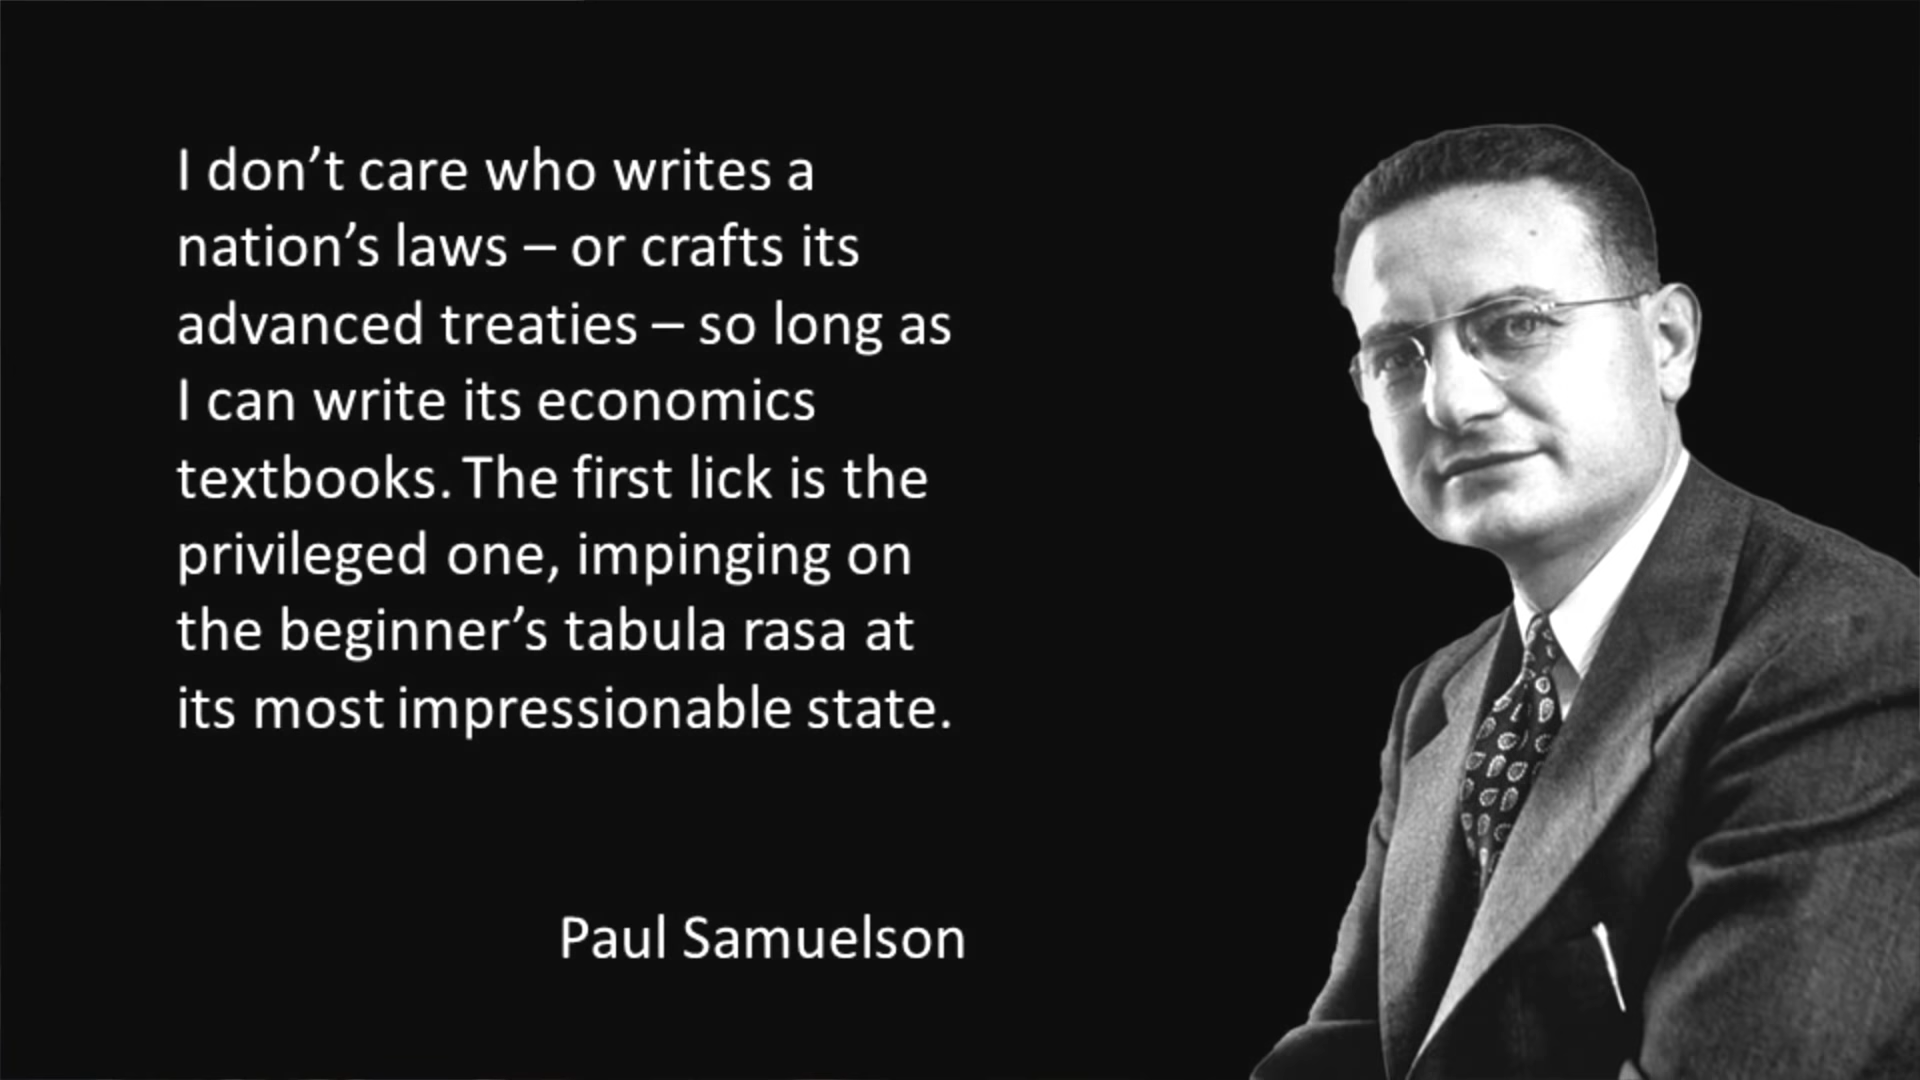 I don’t care who writes a
nation’s laws – or crafts its
advanced treaties – so long as
I can write its economics
textbooks. The first lick is the
privileged one, impinging on
the beginner’s tabula rasa at
its most impressionable state.
Paul Samuelson